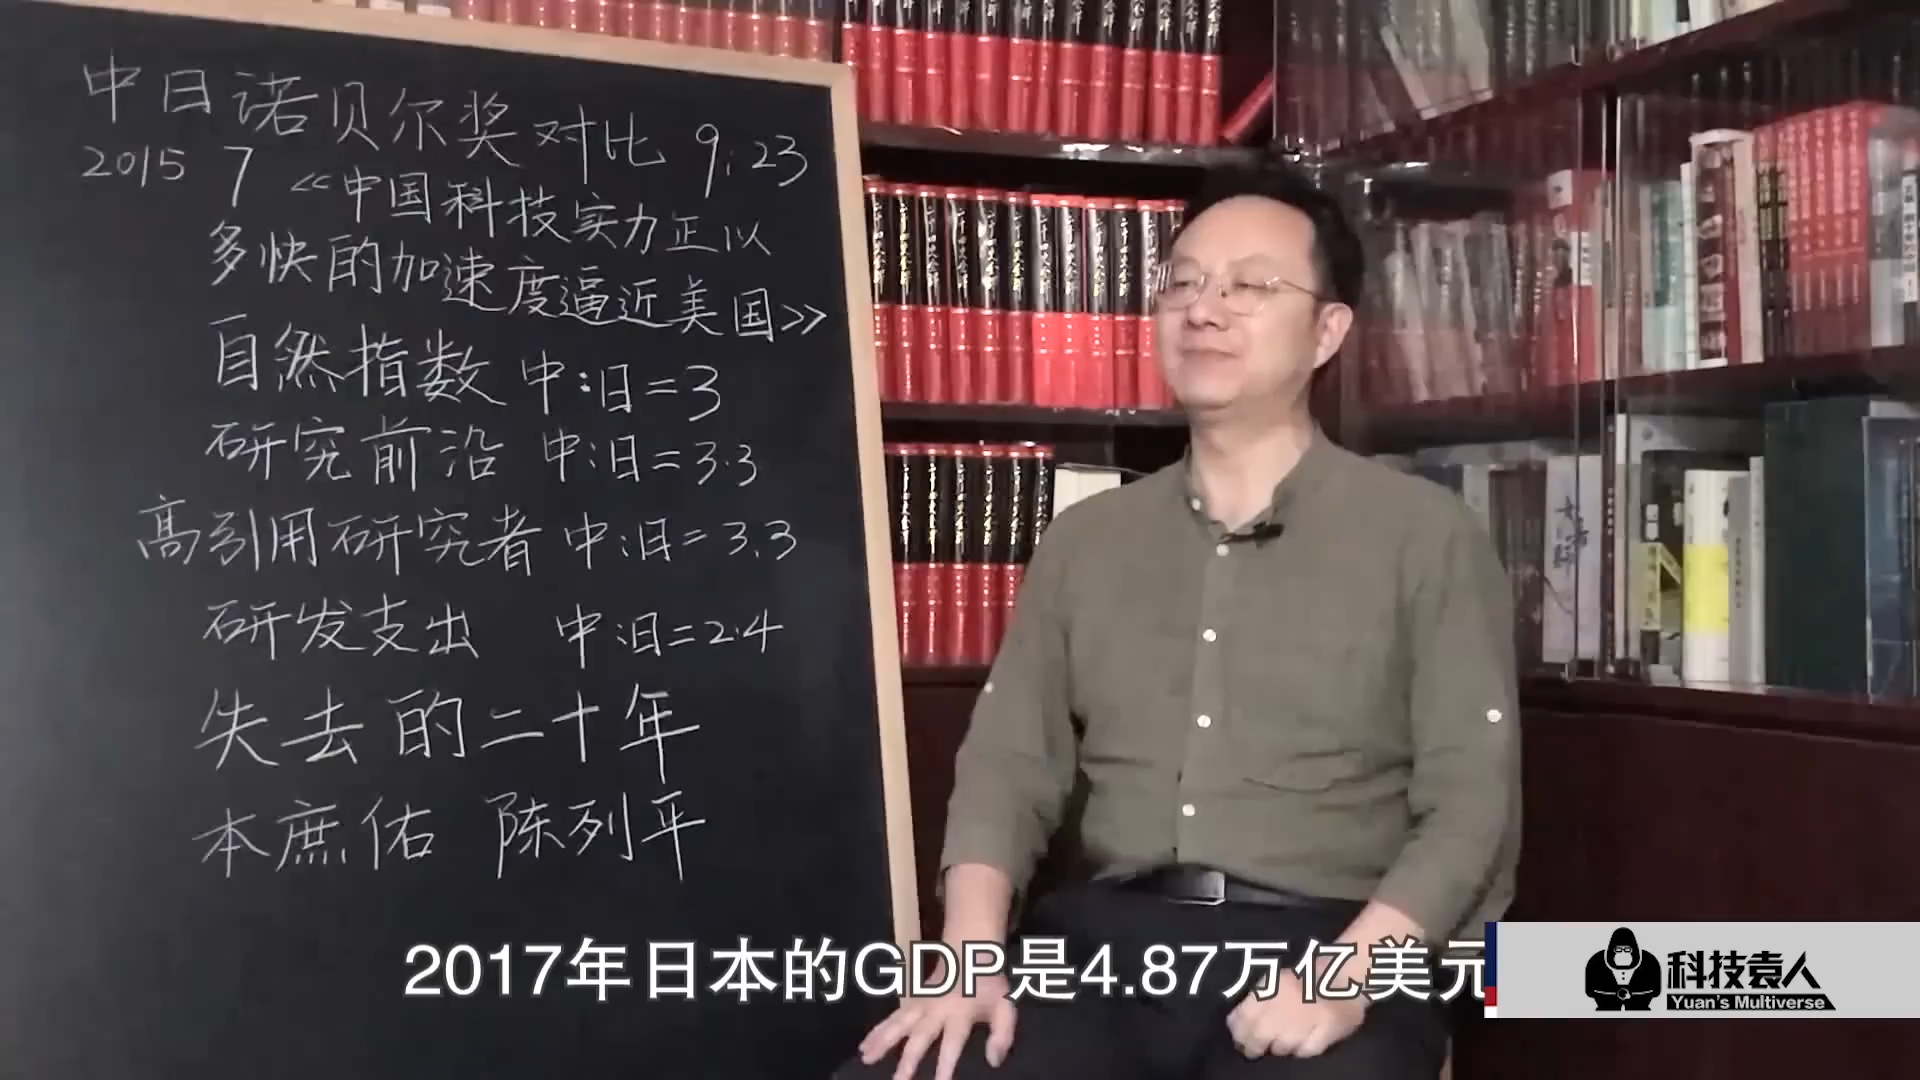 中日诺贝尔奖对比 9:23
2015 7 《中国科技实力正以
多快的加速度逼近美国》
自然指数 中:日=3
研究前沿 中:日=3.3
高引用研究者 中:日=3.3
研发支出 中:日=2.4
失去的二十年
本庶佑 陈列平
2017年日本的GDP是4.87万亿美元
科技袁人
Yuan's Multiverse